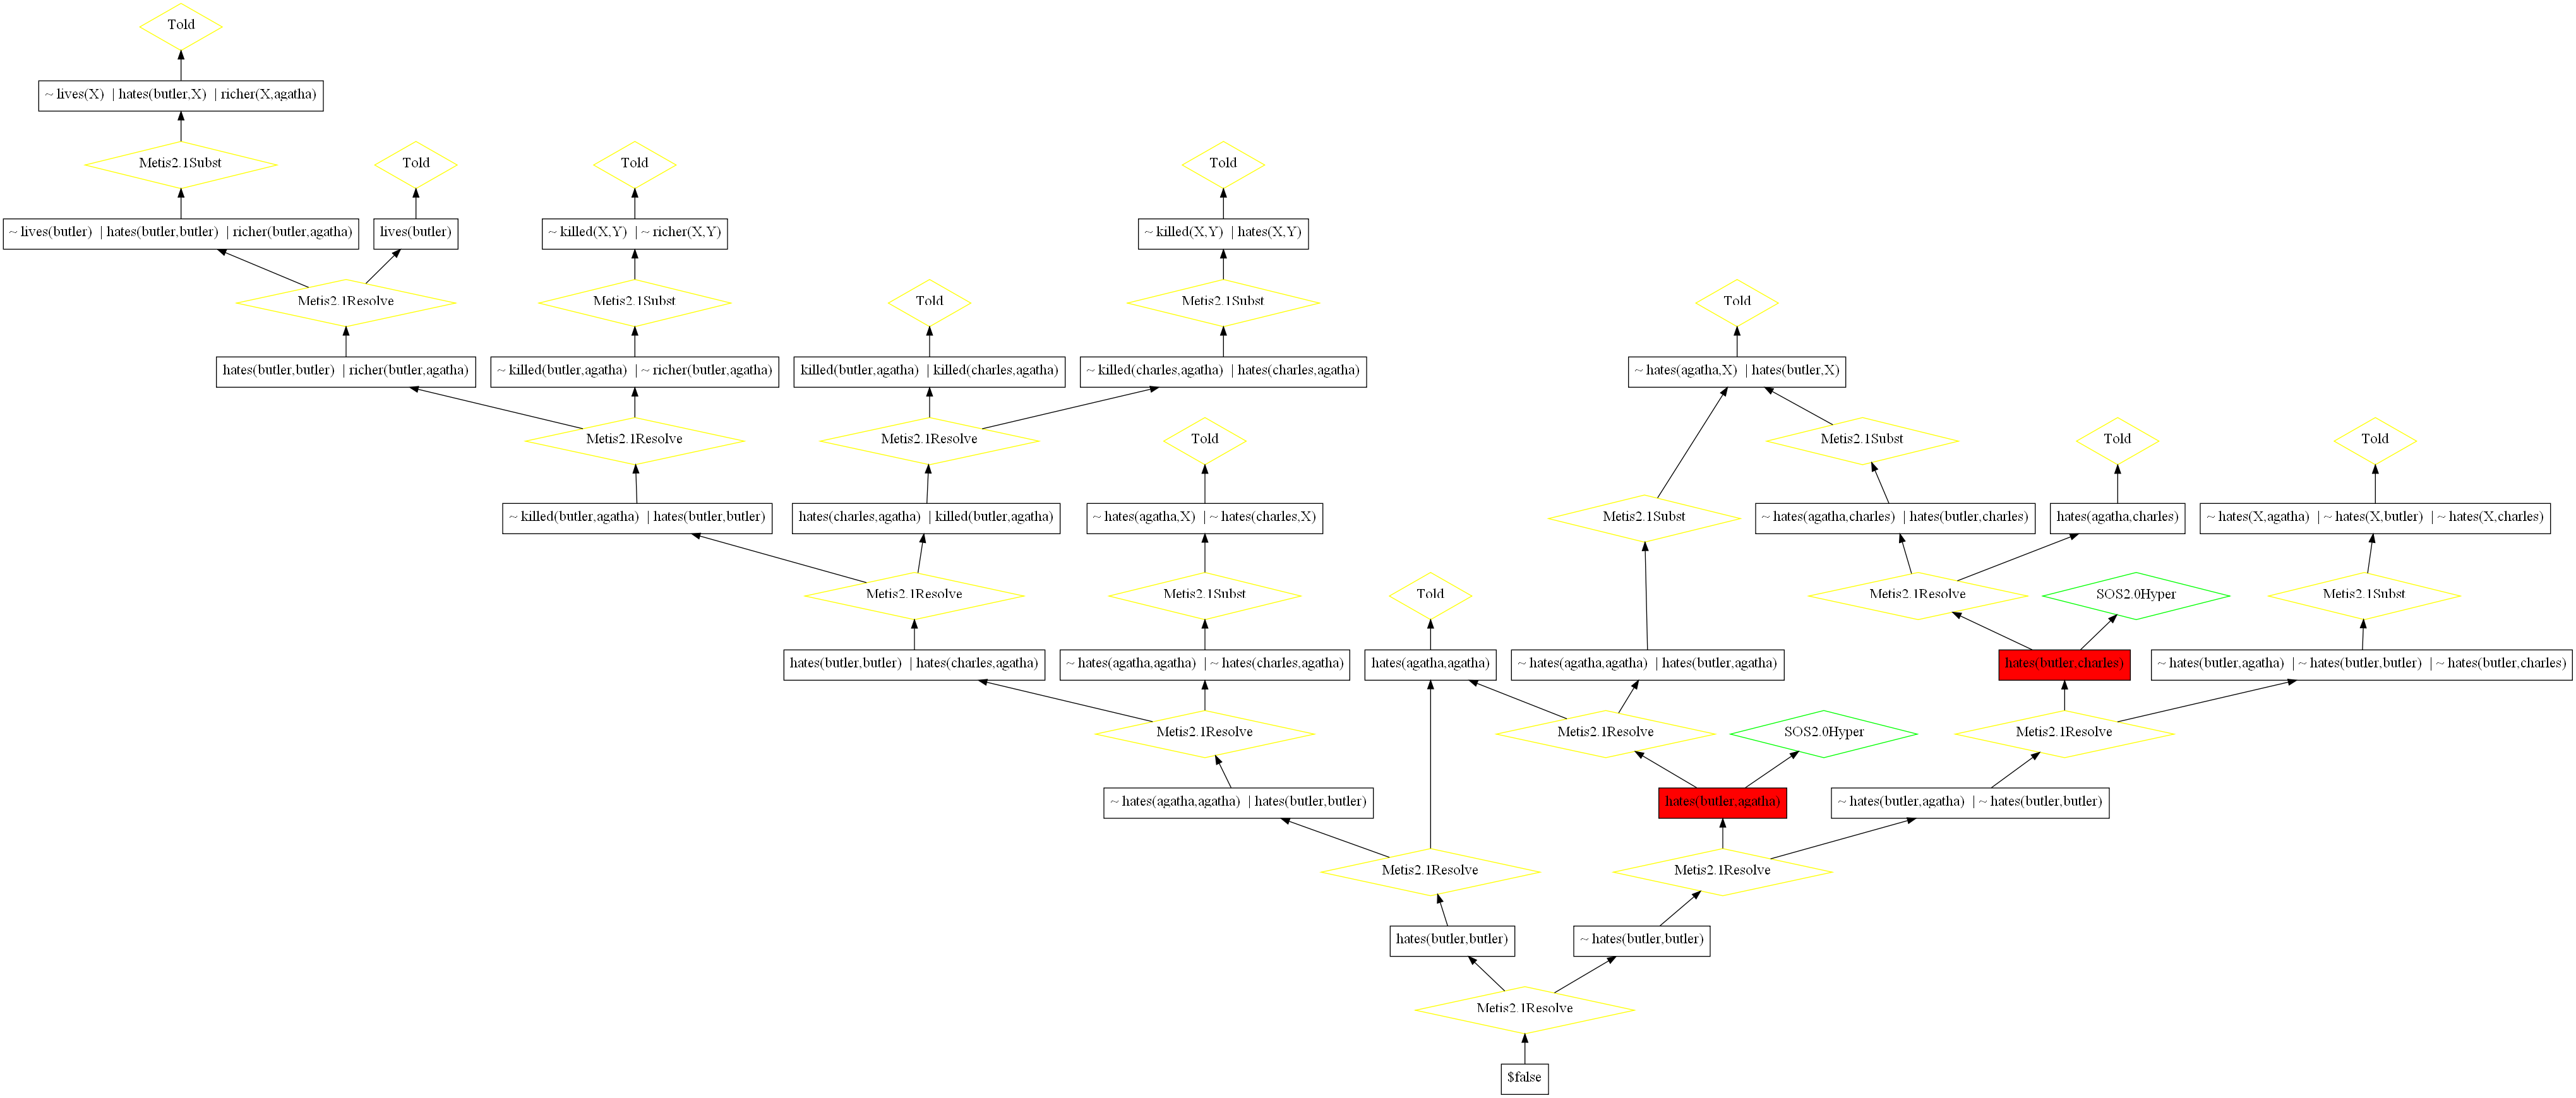 Told
~ lives(X) | hates(butler,X) | richer(X,agatha)
Metis2.1Subst
Told
Told
Told
~ lives(butler) | hates(butler,butler) | richer(butler,agatha)
lives(butler)
~ killed(X,Y) | ~ richer(X,Y)
~ killed(X,Y) | hates(X,Y)
Metis2.1Resolve
Metis2.1Subst
Told
Metis2.1Subst
Told
hates(butler,butler) | richer(butler,agatha)
~ killed(butler,agatha) | ~ richer(butler,agatha)
killed(butler,agatha) | killed(charles,agatha)
~ killed(charles,agatha) | hates(charles,agatha)
~ hates(agatha,X) | hates(butler,X)
Metis2.1Resolve
Metis2.1Resolve
Told
Metis2.1Subst
Told
Told
~ killed(butler,agatha) | hates(butler,butler)
hates(charles,agatha) | killed(butler,agatha)
~ hates(agatha,X) | ~ hates(charles,X)
Metis2.1Subst
~ hates(agatha,charles) | hates(butler,charles)
hates(agatha,charles)
~ hates(X,agatha) | ~ hates(X,butler) | ~ hates(X,charles)
Metis2.1Resolve
Metis2.1Subst
Told
Metis2.1Resolve
SOS2.0Hyper
Metis2.1Subst
hates(butler,butler) | hates(charles,agatha)
~ hates(agatha,agatha) | ~ hates(charles,agatha)
hates(agatha,agatha)
~ hates(agatha,agatha) | hates(butler,agatha)
hates(butler,charles)
~ hates(butler,agatha) | ~ hates(butler,butler) | ~ hates(butler,charles)
Metis2.1Resolve
Metis2.1Resolve
SOS2.0Hyper
Metis2.1Resolve
~ hates(agatha,agatha) | hates(butler,butler)
hates(butler,agatha)
~ hates(butler,agatha) | ~ hates(butler,butler)
Metis2.1Resolve
Metis2.1Resolve
hates(butler,butler)
~ hates(butler,butler)
Metis2.1Resolve
$false